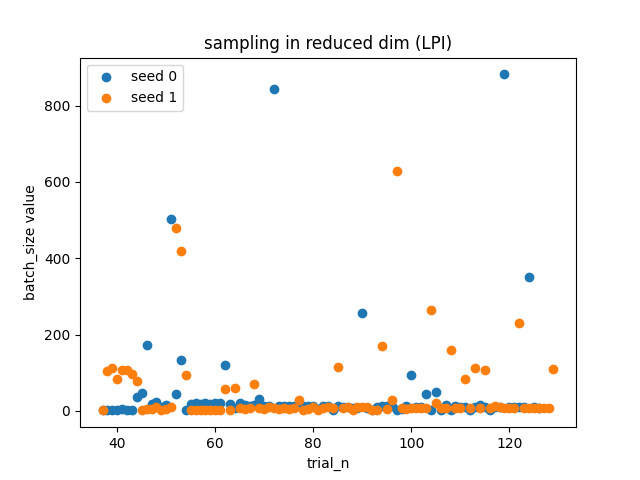 sampling in reduced dim (LPI)
seed 0
seed 1
batch_size value
800
600
400
200
0
40 60 80 100 120
trial_n